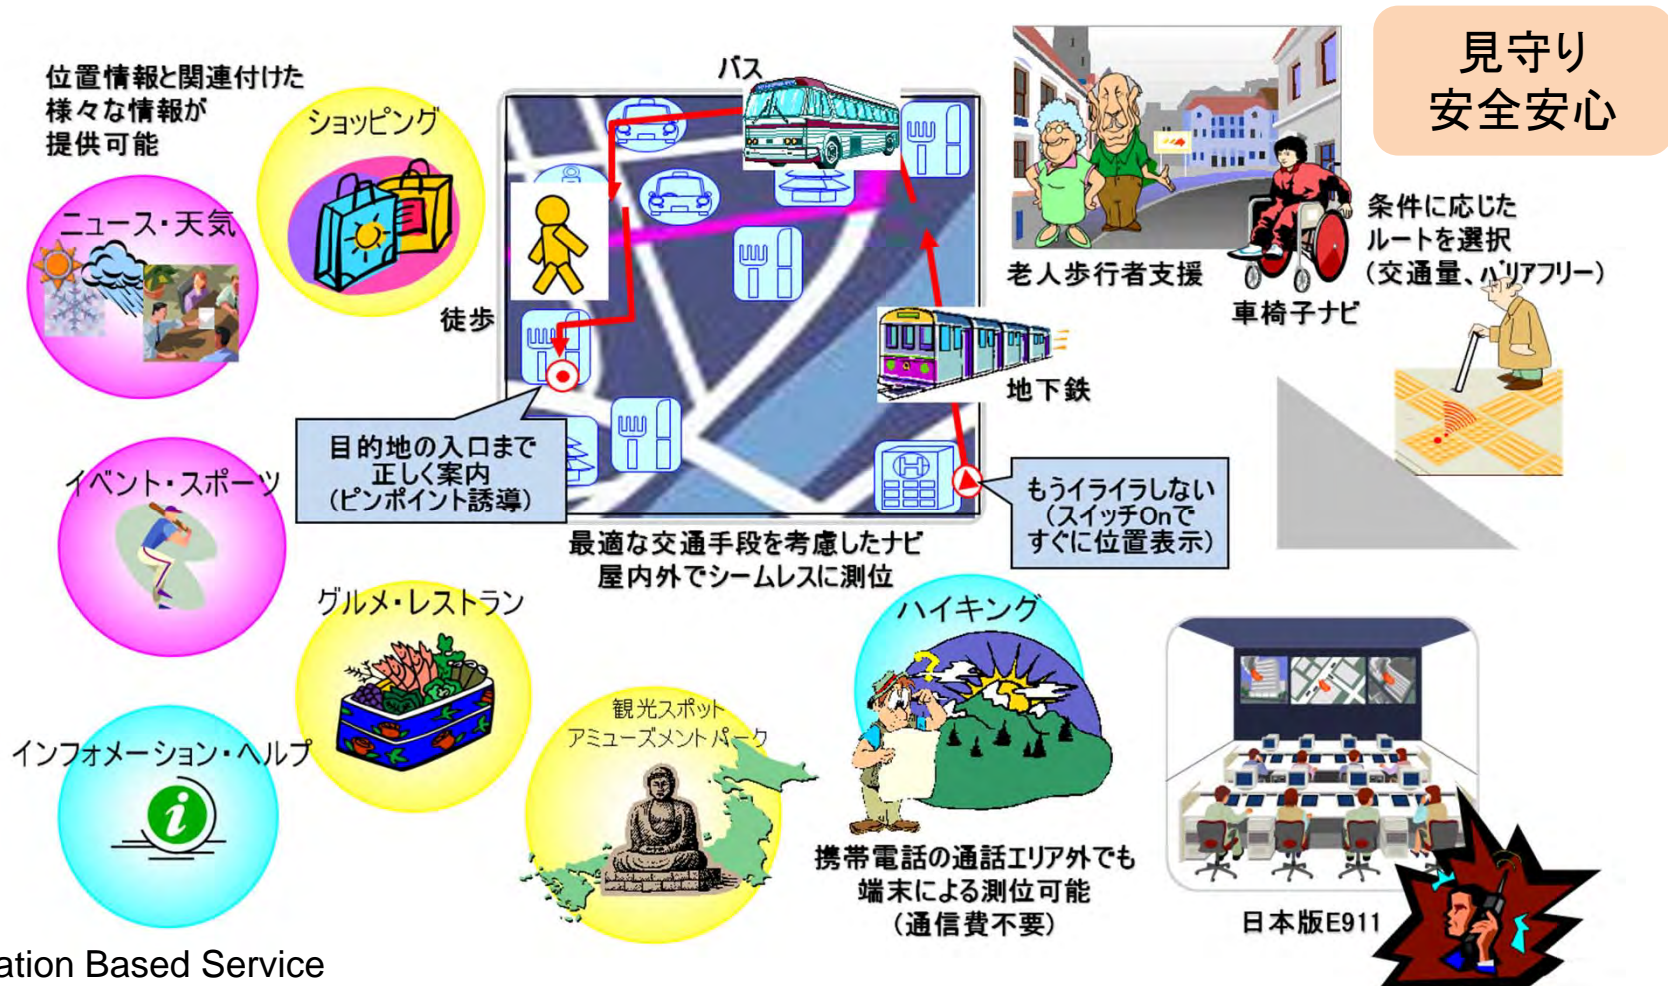 見守り
安全安心
位置情報と関連付けた
様々な情報が
提供可能
ショッピング
ニュース・天気
バス
徒歩
地下鉄
目的地の入口まで
正しく案内
(ピンポイント誘導)
もうイライラしない
(スイッチOnで
すぐに位置表示)
最適な交通手段を考慮したナビ
屋内外でシームレスに測位
老人歩行者支援
車椅子ナビ
条件に応じた
ルートを選択
(交通量、バリアフリー)
イベント・スポーツ
グルメ・レストラン
インフォメーション・ヘルプ
観光スポット
アミューズメントパーク
ハイキング
携帯電話の通話エリア外でも
端末による測位可能
(通信費不要)
日本版E911
ation Based Service